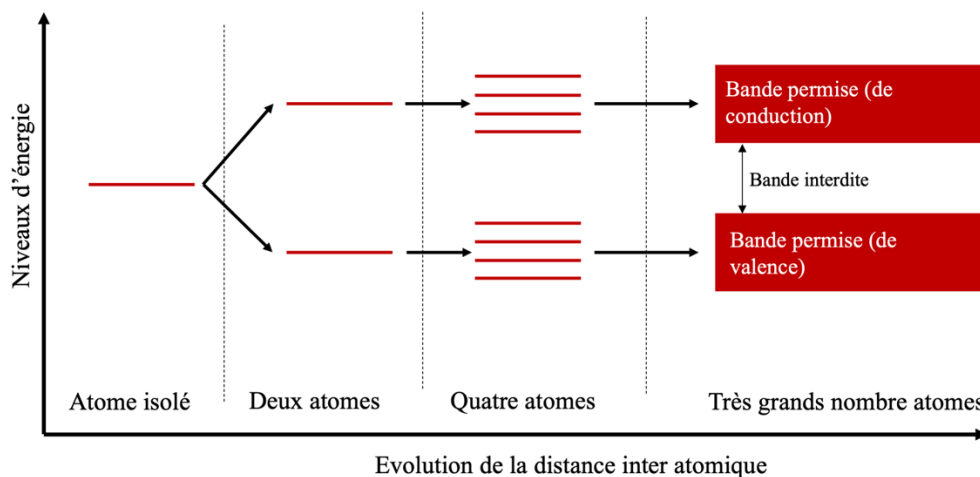 Niveaux d'énergie
Bande permise (de
conduction)
Bande interdite
Bande permise (de
valence)
Atome isolé
Deux atomes
Quatre atomes
Très grands nombre atomes
Evolution de la distance inter atomique